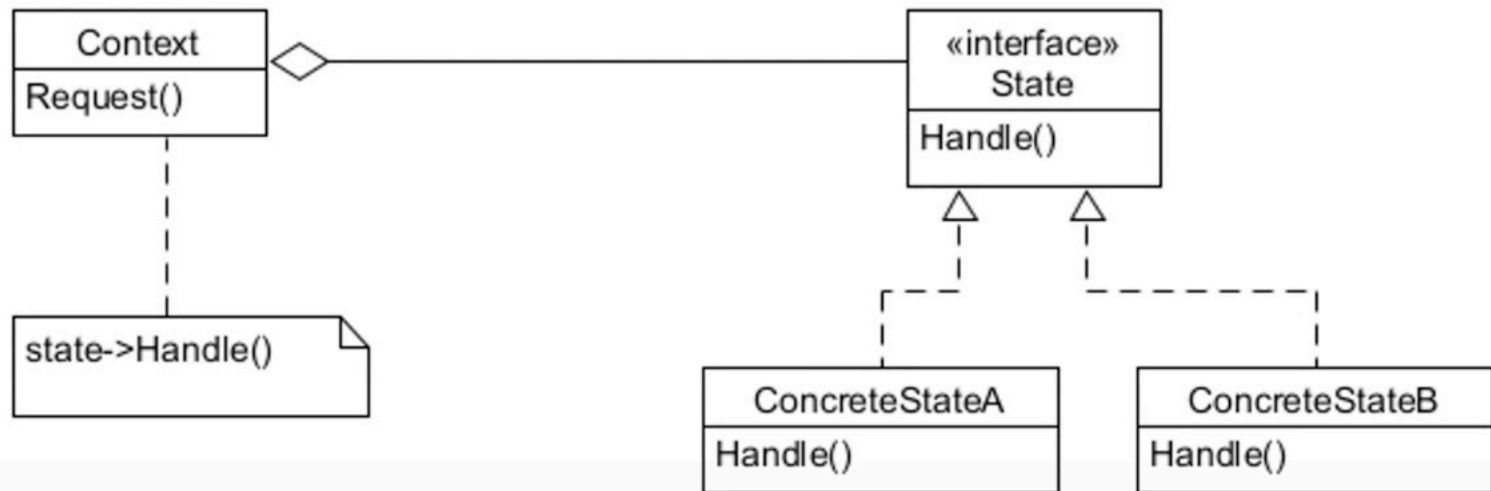 Context
Request()
«interface»
State
Handle()
state->Handle()
ConcreteStateA
Handle()
ConcreteStateB
Handle()